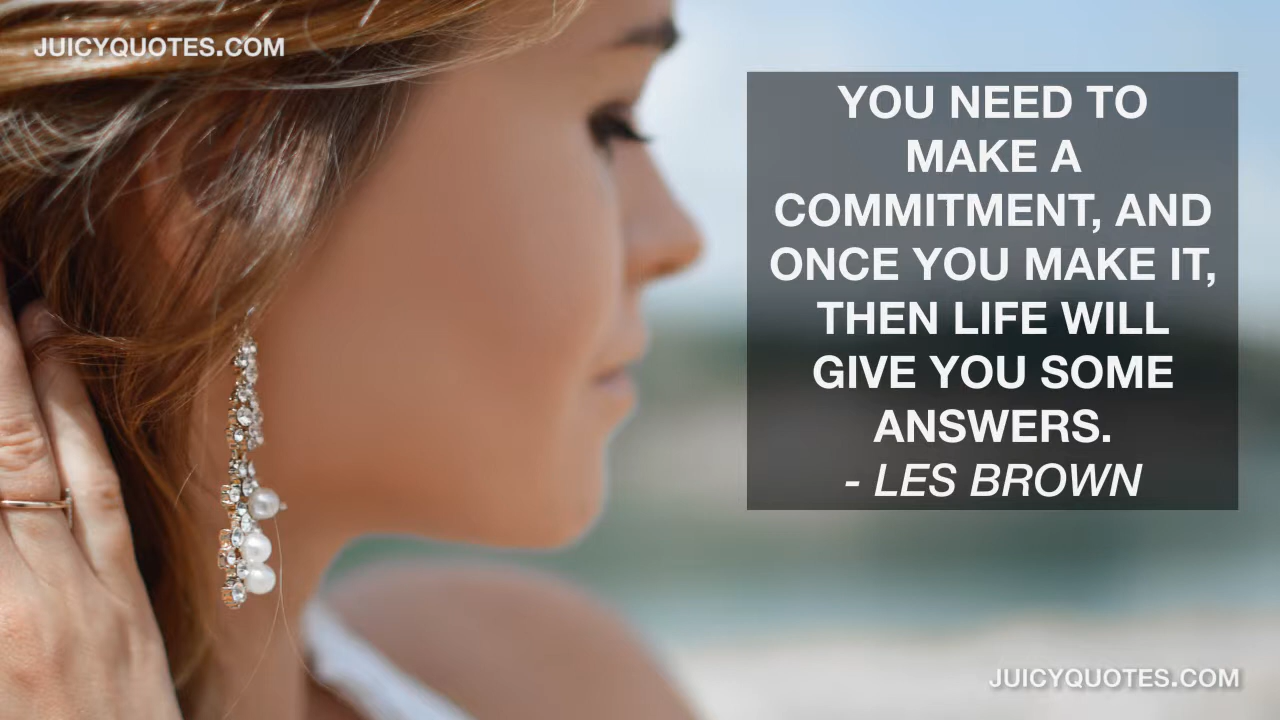 JUICYQUOTES.COM
YOU NEED TO
MAKE A
COMMITMENT, AND
ONCE YOU MAKE IT,
THEN LIFE WILL
GIVE YOU SOME
ANSWERS.
- LES BROWN
JUICYQUOTES.COM